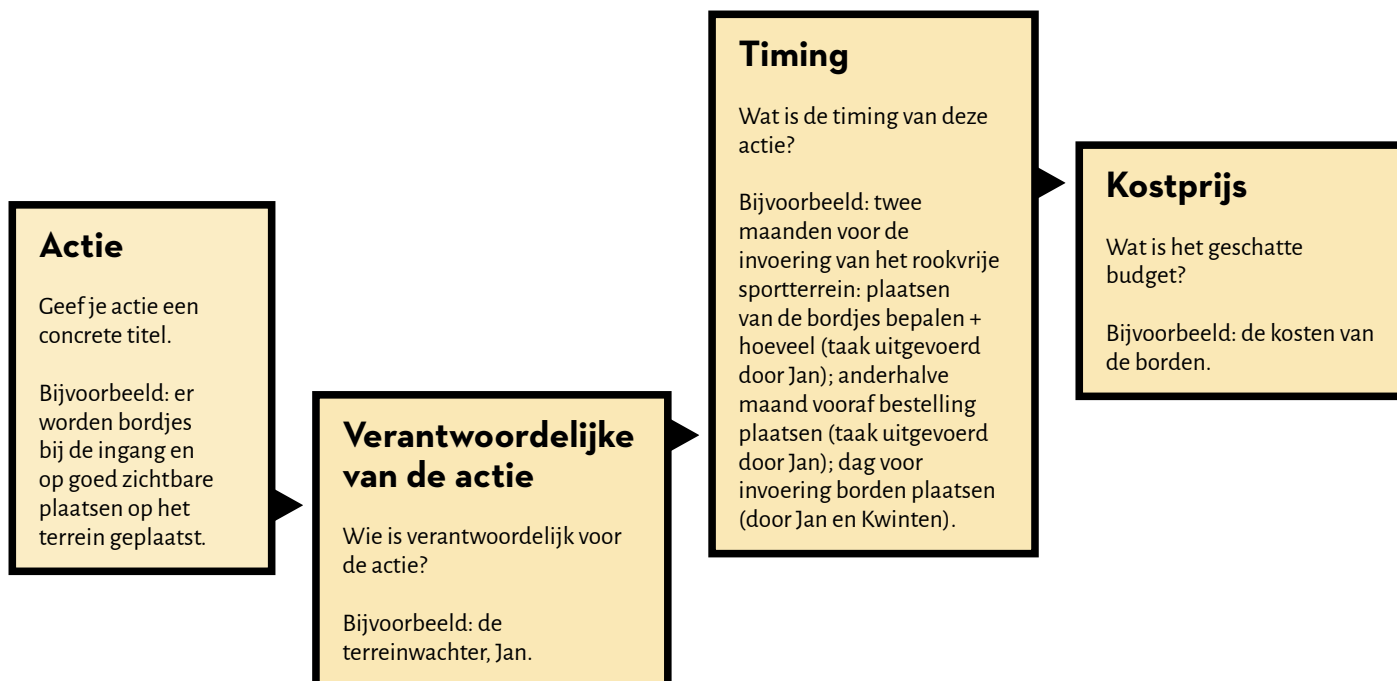 Actie
Geef je actie een
concrete titel.
Bijvoorbeeld: er
worden bordjes
bij de ingang en
op goed zichtbare
plaatsen op het
terrein geplaatst.
Verantwoordelijke
van de actie
Wie is verantwoordelijk voor
de actie?
Bijvoorbeeld: de
terreinwachter, Jan.
Timing
Wat is de timing van deze
actie?
Bijvoorbeeld: twee
maanden voor de
invoering van het rookvrije
sportterrein: plaatsen
van de bordjes bepalen +
hoeveel (taak uitgevoerd
door Jan); anderhalve
maand vooraf bestelling
plaatsen (taak uitgevoerd
door Jan); dag voor
invoering borden plaatsen
(door Jan en Kwinten).
Kostprijs
Wat is het geschatte
budget?
Bijvoorbeeld: de kosten van
de borden.